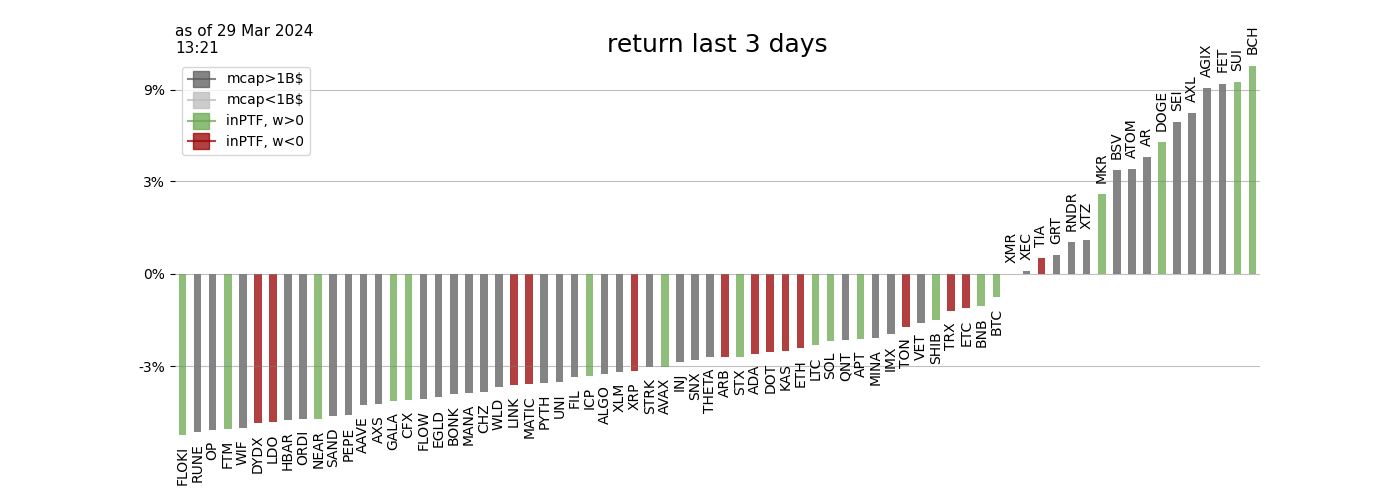 as of 29 Mar 2024
13:21
return last 3 days
mcap>1B$
mcap<1B$
inPTF, w>0
inPTF, w<0
9%
3%
0%
-3%
FLOKI
RUNE
OP
FTM
WIF
DYDX
LDO
HBAR
ORDI
NEAR
SAND
PEPE
AAVE
AXS
GALA
CFX
FLOW
EGLD
BONK
MANA
CHZ
WLD
LINK
MATIC
PYTH
UNI
FIL
ICP
ALGO
XLM
XRP
STRK
AVAX
INJ
SNX
THETA
ARB
STX
ADA
DOT
KAS
ETH
LTC
SOL
QNT
APT
MINA
IMX
TON
VET
SHIB
TRX
ETC
BNB
BTC
XMR
XEC
TIA
GRT
RNDR
XTZ
MKR
BSV
ATOM
AR
DOGE
SEI
AXL
AGIX
FET
SUI
BCH